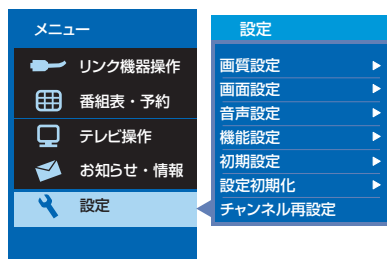 メニュー
リンク機器操作
番組表・予約
テレビ操作
お知らせ・情報
設定
設定
画質設定
画面設定
音声設定
機能設定
初期設定
設定初期化
チャンネル再設定